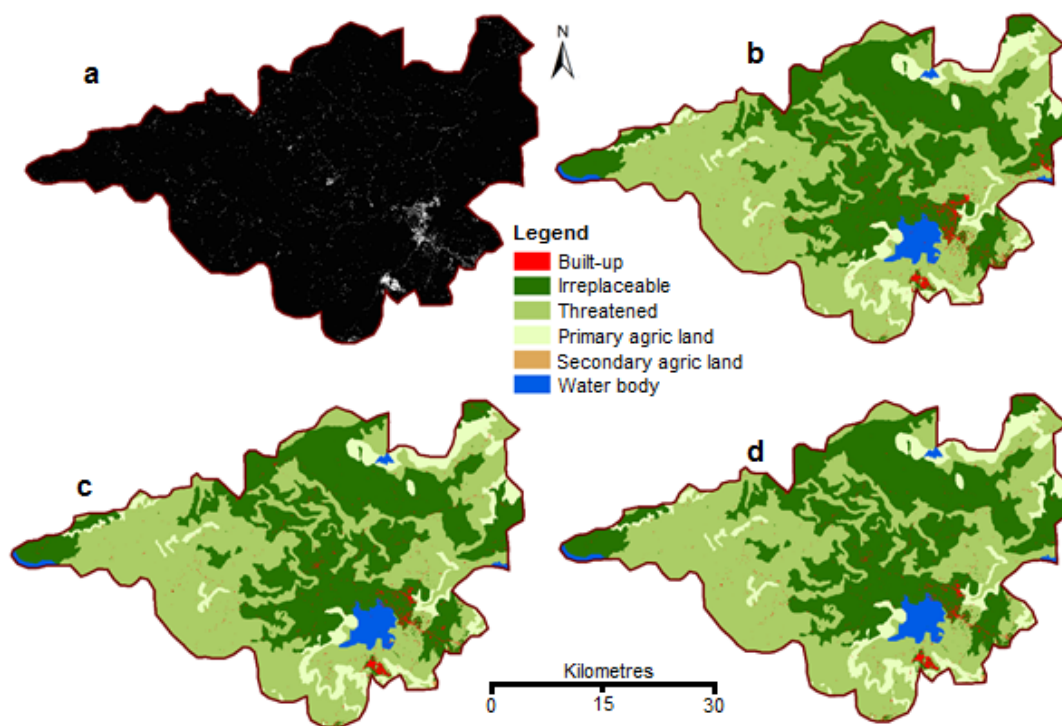 a
N
b
Legend
Built-up
Irreplaceable
Threatened
Primary agric land
Secondary agric land
Water body
c
d
Kilometres
0 15 30